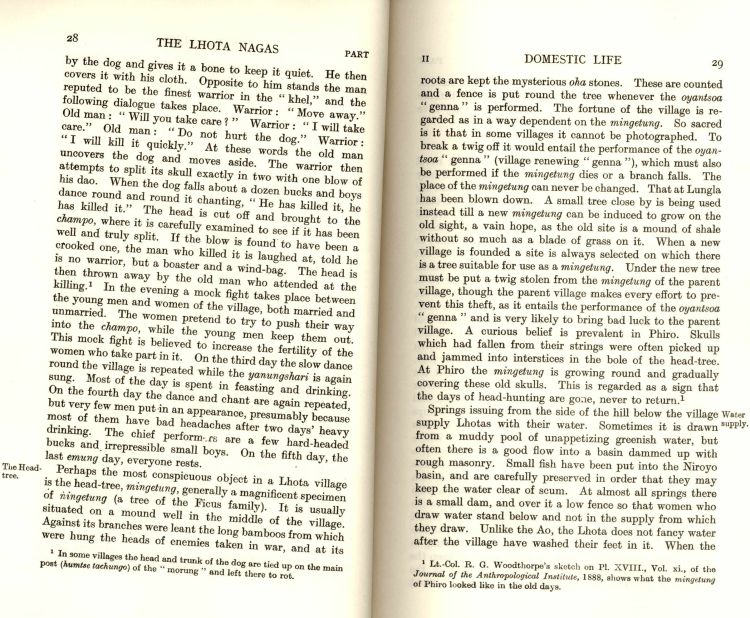 28
THE LHOTA NAGAS
PART
by the dog and gives it a bone to keep it quiet. He then
covers it with his cloth. Opposite to him stands the man
reputed to be the finest warrior in the "khel," and the
following dialogue takes place. Warrior: "Move away."
Old man: "Will you take care?" Warrior: "I will take
care." Old man: "Do not hurt the dog." Warrior:
"I will kill it quickly." At these words the old man
uncovers the dog and moves aside. The warrior then
attempts to split its skull exactly in two with one blow of
his dao. When the dog falls about a dozen bucks and boys
dance round and round it chanting, "He has killed it, he
has killed it." The head is cut off and brought to the
champo, where it is carefully examined to see if it has been
well and truly split. If the blow is found to have been a
crooked one, the man who killed it is laughed at, told he
is no warrior, but a boaster and a wind-bag. The head is
then thrown away by the old man who attended at the
killing.¹ In the evening a mock fight takes place between
the young men and women of the village, both married and
unmarried. The women pretend to try to push their way
into the champo, while the young men keep them out.
This mock fight is believed to increase the fertility of the
women who take part in it. On the third day the slow dance
round the village is repeated while the yanungshari is again
sung. Most of the day is spent in feasting and drinking.
On the fourth day the dance and chant are again repeated,
but very few men put in an appearance, presumably because
most of them have bad headaches after two days' heavy
drinking. The chief perform-rs are a few hard-headed
bucks and irrepressible small boys. On the fifth day, the
last emung day, everyone rests.
The Head-
tree.
Perhaps the most conspicuous object in a Lhota village
is the head-tree, mingetung, generally a magnificent specimen
of ningetung (a tree of the Ficus family). It is usually
situated on a mound well in the middle of the village.
Against its branches were leant the long bamboos from which
were hung the heads of enemies taken in war, and at its
¹ In some villages the head and trunk of the dog are tied up on the main
post (humtse tachungo) of the "morung" and left there to rot.
II
DOMESTIC LIFE
29
roots are kept the mysterious oha stones. These are counted
and a fence is put round the tree whenever the oyantsoa
"genna" is performed. The fortune of the village is re-
garded as in a way dependent on the mingetung. So sacred
is it that in some villages it cannot be photographed. To
break a twig off it would entail the performance of the oyan-
tsoa "genna" (village renewing "genna"), which must also
be performed if the mingetung dies or a branch falls. The
place of the mingetung can never be changed. That at Lungla
has been blown down. A small tree close by is being used
instead till a new mingetung can be induced to grow on the
old sight, a vain hope, as the old site is a mound of shale
without so much as a blade of grass on it. When a new
village is founded a site is always selected on which there
is a tree suitable for use as a mingetung. Under the new tree
must be put a twig stolen from the mingetung of the parent
village, though the parent village makes every effort to pre-
vent this theft, as it entails the performance of the oyantsoa
"genna" and is very likely to bring bad luck to the parent
village. A curious belief is prevalent in Phiro. Skulls
which had fallen from their strings were often picked up
and jammed into interstices in the bole of the head-tree.
At Phiro the mingetung is growing round and gradually
covering these old skulls. This is regarded as a sign that
the days of head-hunting are gone, never to return.¹
Springs issuing from the side of the hill below the village
supply Lhotas with their water. Sometimes it is drawn
from a muddy pool of unappetizing greenish water, but
often there is a good flow into a basin dammed up with
rough masonry. Small fish have been put into the Niroyo
basin, and are carefully preserved in order that they may
keep the water clear of scum. At almost all springs there
is a small dam, and over it a low fence so that women who
draw water stand below and not in the supply from which
they draw. Unlike the Ao, the Lhota does not fancy water
after the village have washed their feet in it. When the
Water
supply.
¹ Lt.-Col. R. G. Woodthorpe's sketch on Pl. XVIII., Vol. xi., of the
Journal of the Anthropological Institute, 1888, shows what the mingetung
of Phiro looked like in the old days.